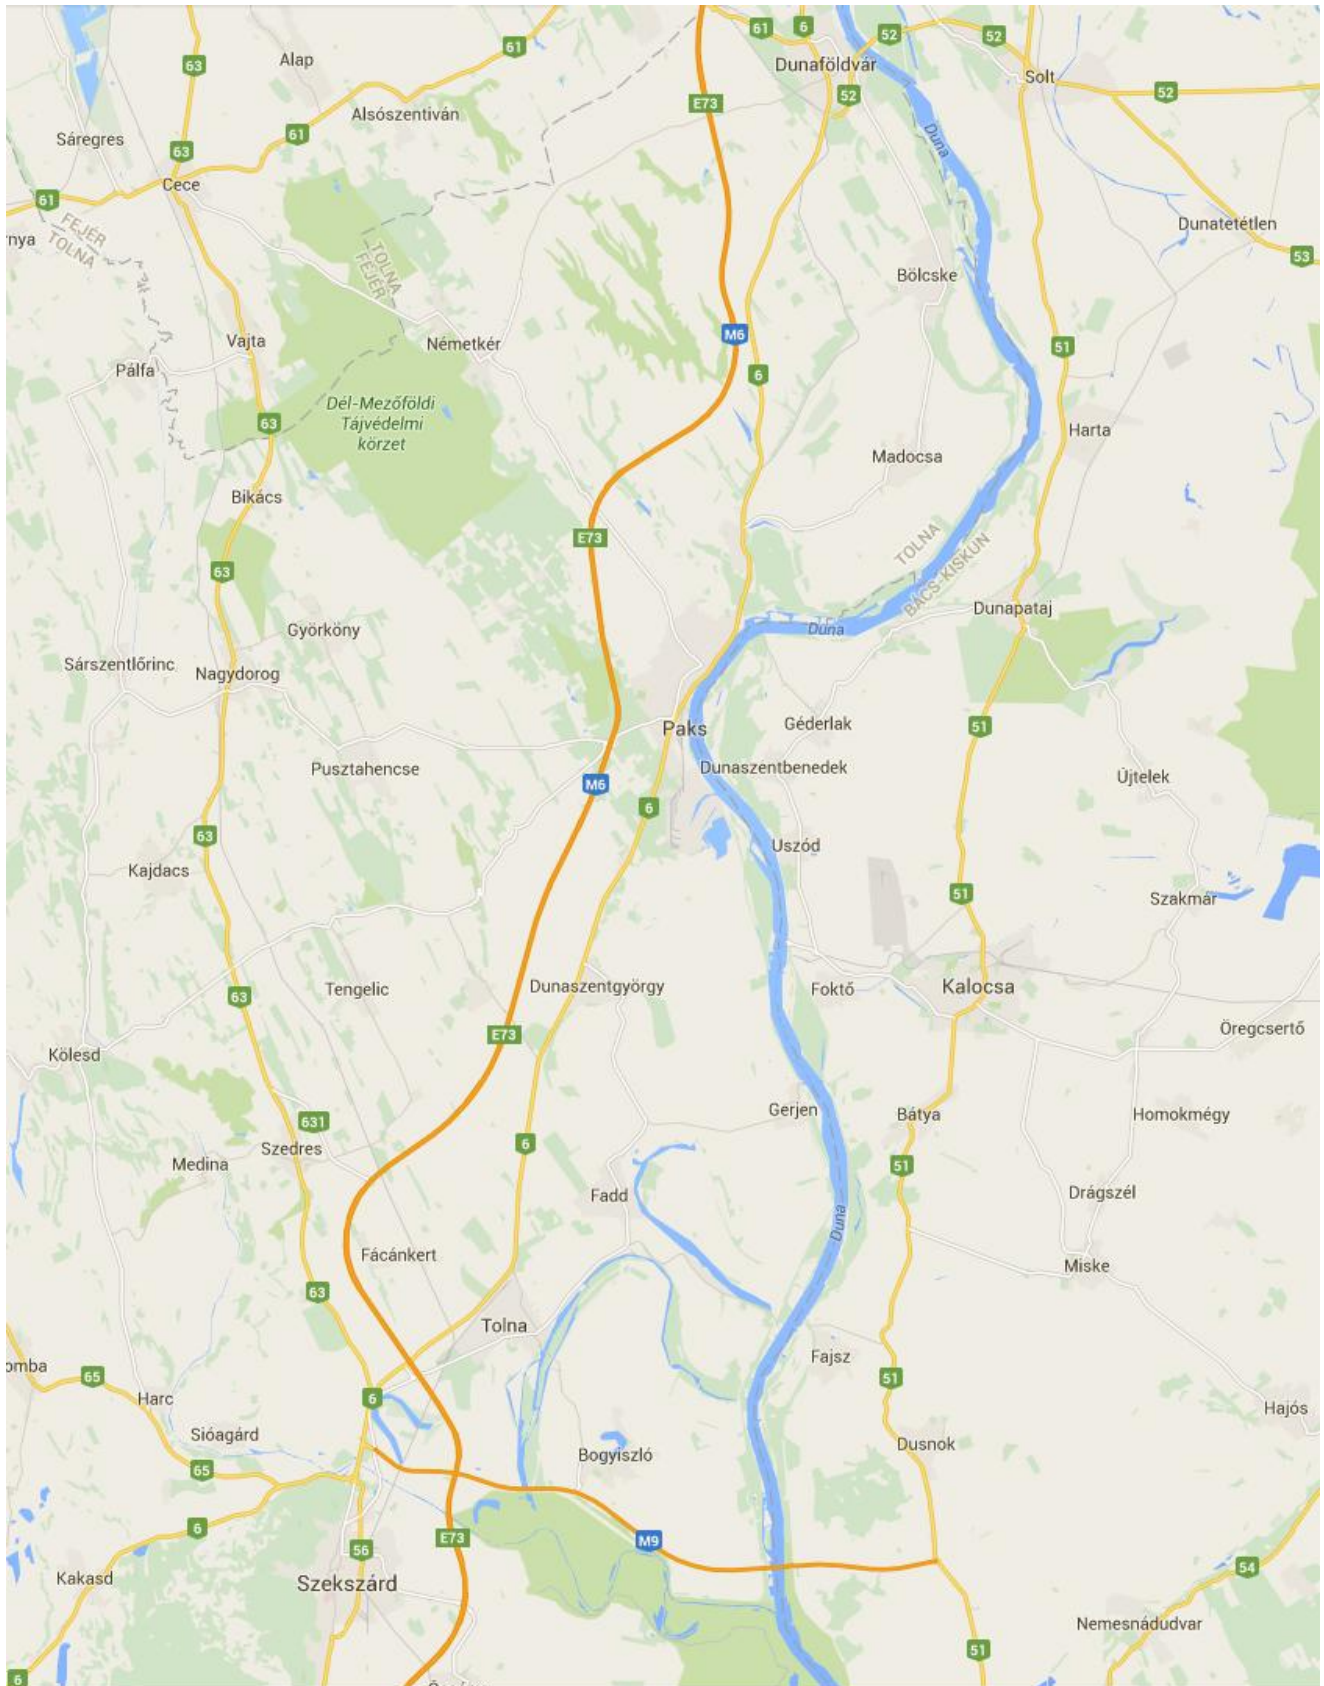 61
6
52
52
63
Alap
61
Dunaföldvár
Solt
E73
52
52
Alsószentiván
61
Sáregres
63
Duna
Cece
61
FEJÉR
TOLNA
rnya
Dunatetétlen
TOLNA
FEJÉR
53
Bölcske
Vajta
M6
Németkér
51
Pálfa
6
Dél-Mezőföldi
Tájvédelmi
körzet
63
Harta
Madocsa
Bikács
E73
TOLNA
BÁCS-KISKUN
63
Dunapataj
Györköny
Duna
Sárszentlőrinc
Nagydorog
Paks
Géderlak
51
Pusztahencse
Dunaszentbenedek
M6
Újtelek
6
63
Uszód
Kajdacs
51
Szakmár
Tengelic
Dunaszentgyörgy
Foktő
Kalocsa
63
E73
Öregcsertő
Kölesd
Gerjen
Bátya
Homokmégy
631
Szedres
6
Medina
51
Fadd
Drágszél
Duna
Fácánkert
Miske
63
Tolna
Fajsz
omba
65
51
Harc
6
Hajós
Sióagárd
Dusnok
Bogyiszló
65
6
E73
M9
56
54
Kakasd
Szekszárd
Nemesnádudvar
51
6